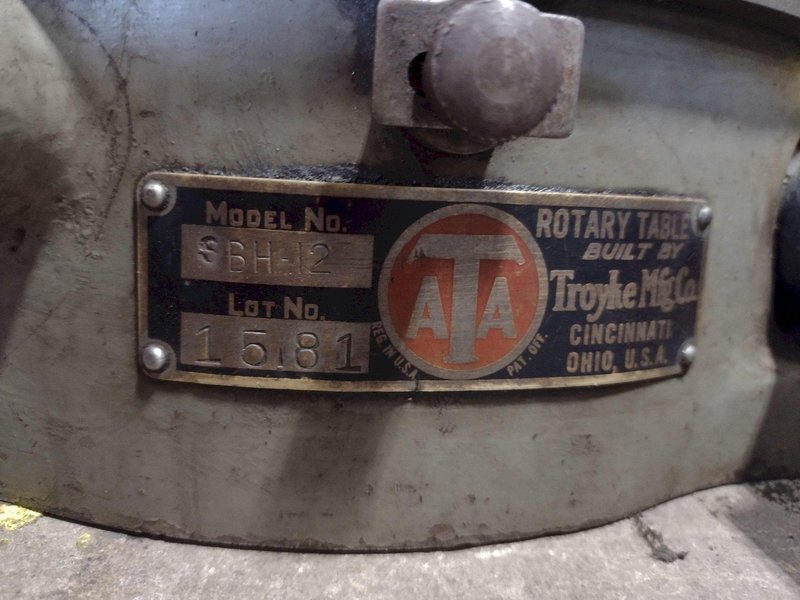 MODEL NO.
BH-12
LOT NO.
1581
ATA
REG. IN U.S.A.
PAT. OFF.
ROTARY TABLE
BUILT BY
Troyke Mfg Co.
CINCINNATI
OHIO, U.S.A.